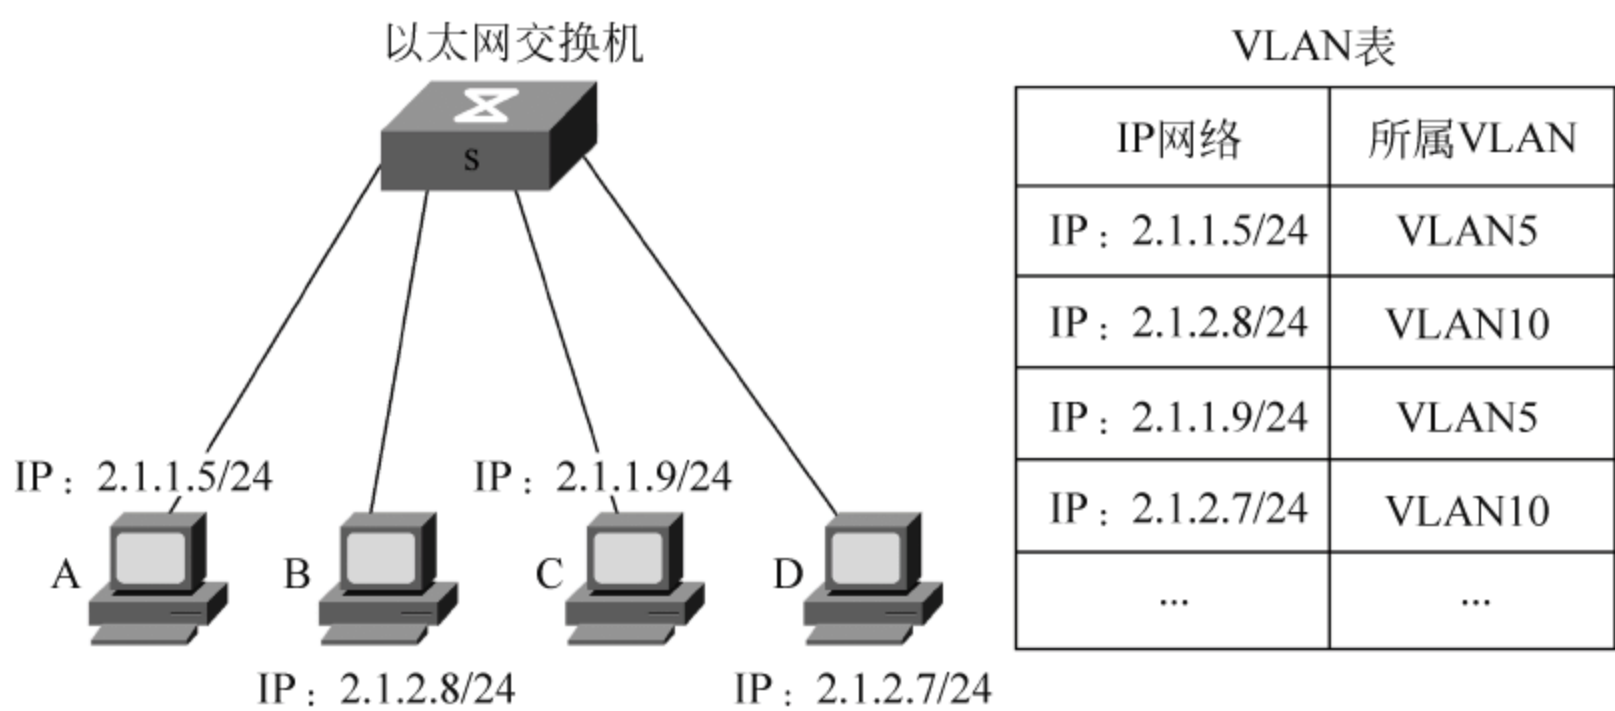 以太网交换机
S
IP：2.1.1.5/24
IP：2.1.1.9/24
A
B
C
D
IP：2.1.2.8/24
IP：2.1.2.7/24
VLAN表
IP网络 所属VLAN
IP：2.1.1.5/24 VLAN5
IP：2.1.2.8/24 VLAN10
IP：2.1.1.9/24 VLAN5
IP：2.1.2.7/24 VLAN10
... ...